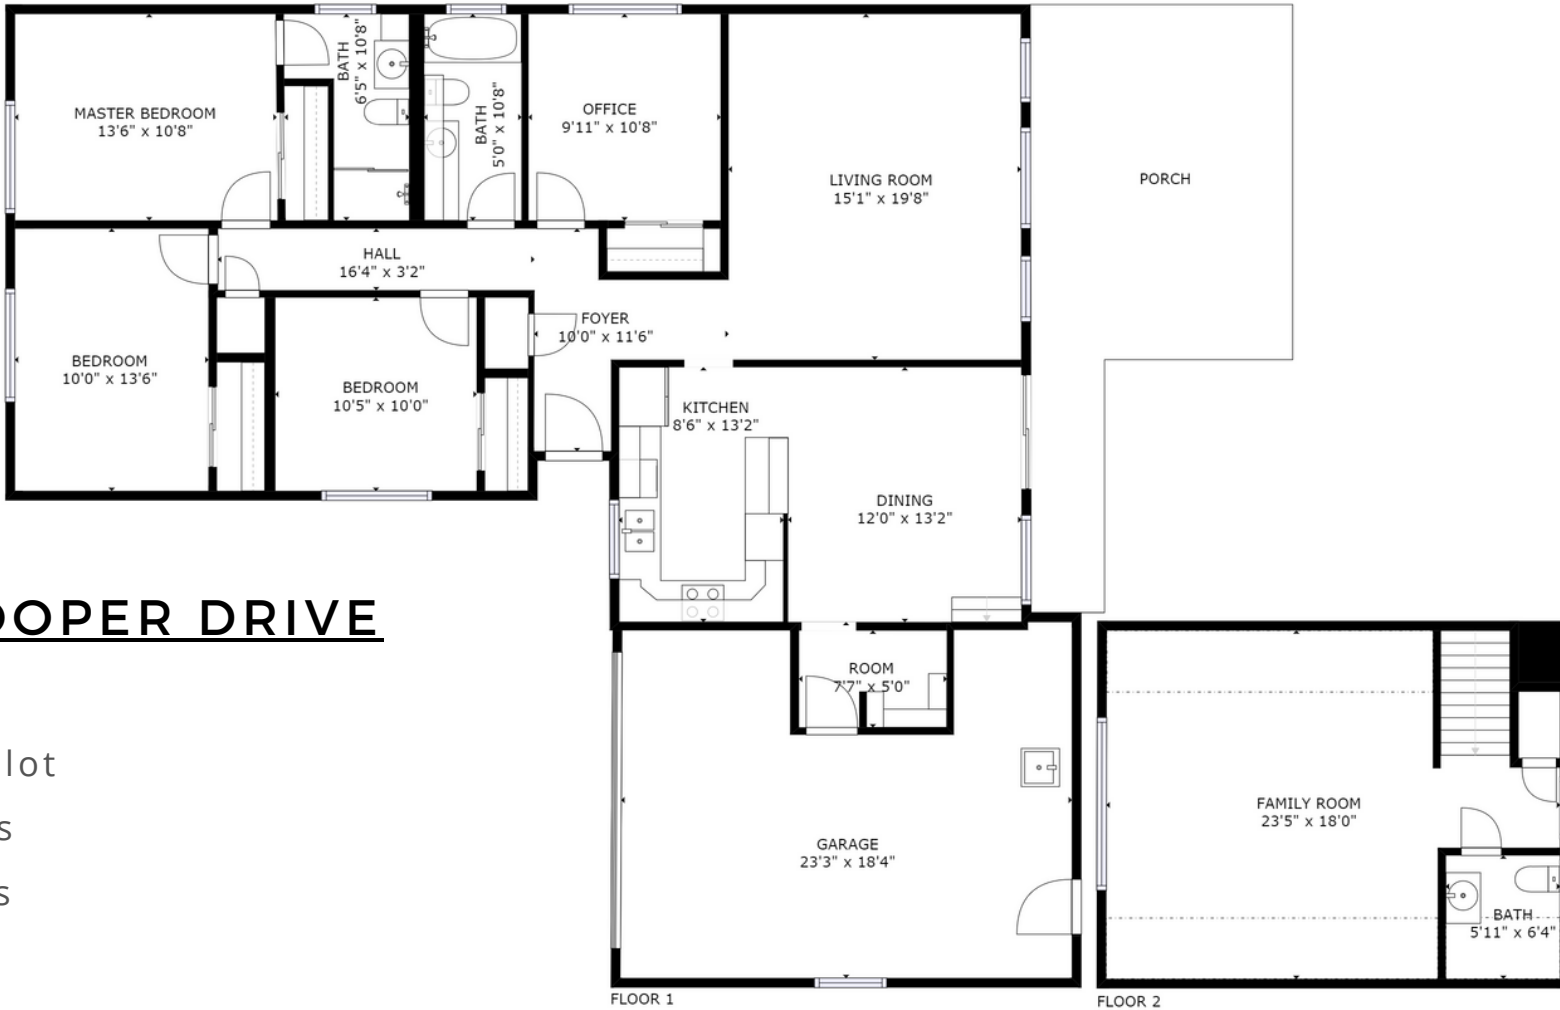 MASTER BEDROOM
13'6" x 10'8"
BATH
6'5" x 10'8"
BATH
5'0" x 10'8"
OFFICE
9'11" x 10'8"
LIVING ROOM
15'1" x 19'8"
PORCH
HALL
16'4" x 3'2"
FOYER
10'0" x 11'6"
BEDROOM
10'0" x 13'6"
BEDROOM
10'5" x 10'0"
KITCHEN
8'6" x 13'2"
DINING
12'0" x 13'2"
OOPER DRIVE
lot
s
s
ROOM
7'7" x 5'0"
GARAGE
23'3" x 18'4"
FAMILY ROOM
23'5" x 18'0"
BATH
5'11" x 6'4"
FLOOR 1
FLOOR 2